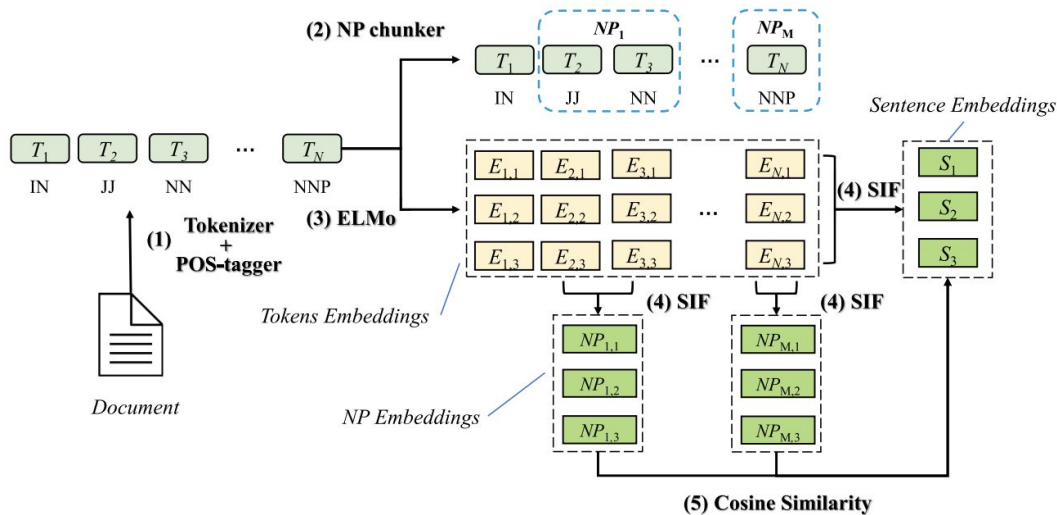 (2) NP chunker
NP1 NPM
T1 T2 T3 ... TN
IN JJ NN NNP
Sentence Embeddings
T1 T2 T3 ... TN
IN JJ NN NNP
(1) Tokenizer
+
POS-tagger
(3) ELMo
E1,1 E2,1 E3,1 EN,1
E1,2 E2,2 E3,2 ... EN,2
E1,3 E2,3 E3,3 EN,3
(4) SIF
S1
S2
S3
Tokens Embeddings
(4) SIF
(4) SIF
NP1,1 NPM,1
NP1,2 NPM,2
NP1,3 NPM,3
Document
NP Embeddings
(5) Cosine Similarity